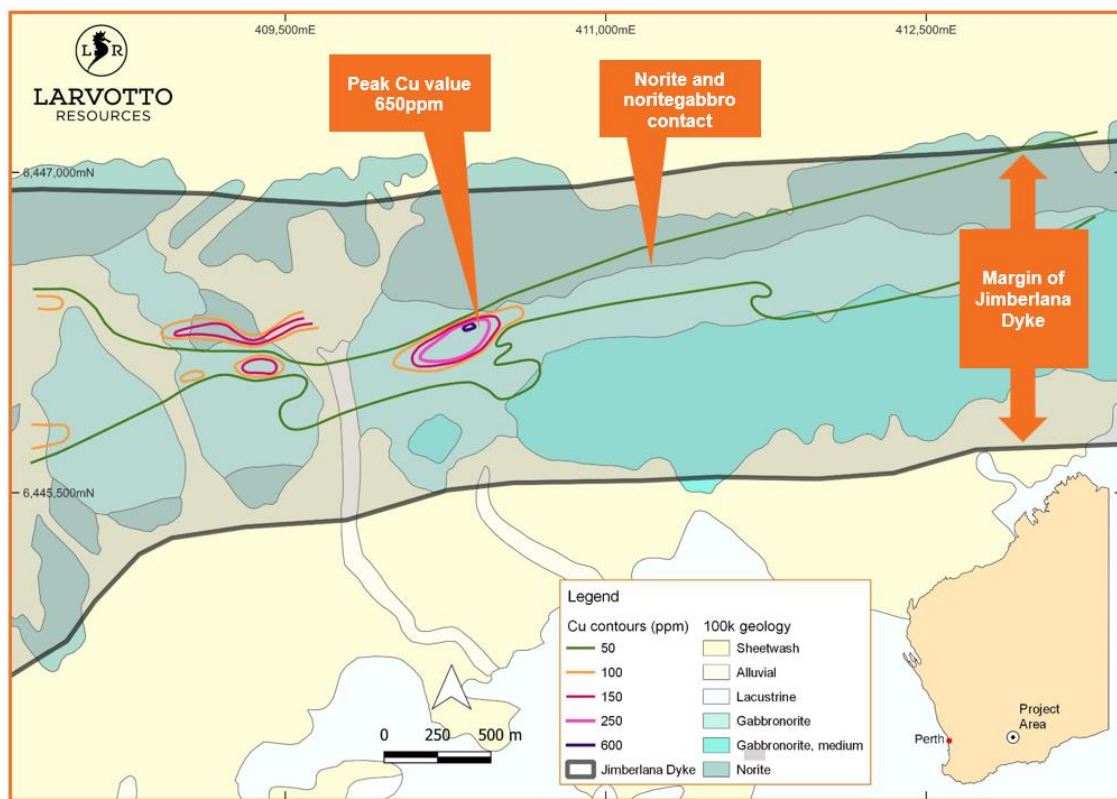 409,500mE
411,000mE
412,500mE
L R
LARVOTTO
RESOURCES
Peak Cu value
650ppm
Norite and
noritegabbro
contact
6,447,000mN
Margin of
Jimberlana
Dyke
6,445,500mN
Legend
Cu contours (ppm)
50
100
150
250
600
Jimberlana Dyke
100k geology
Sheetwash
Alluvial
Lacustrine
Gabbronorite
Gabbronorite, medium
Norite
0 250 500 m
Project
Area
Perth